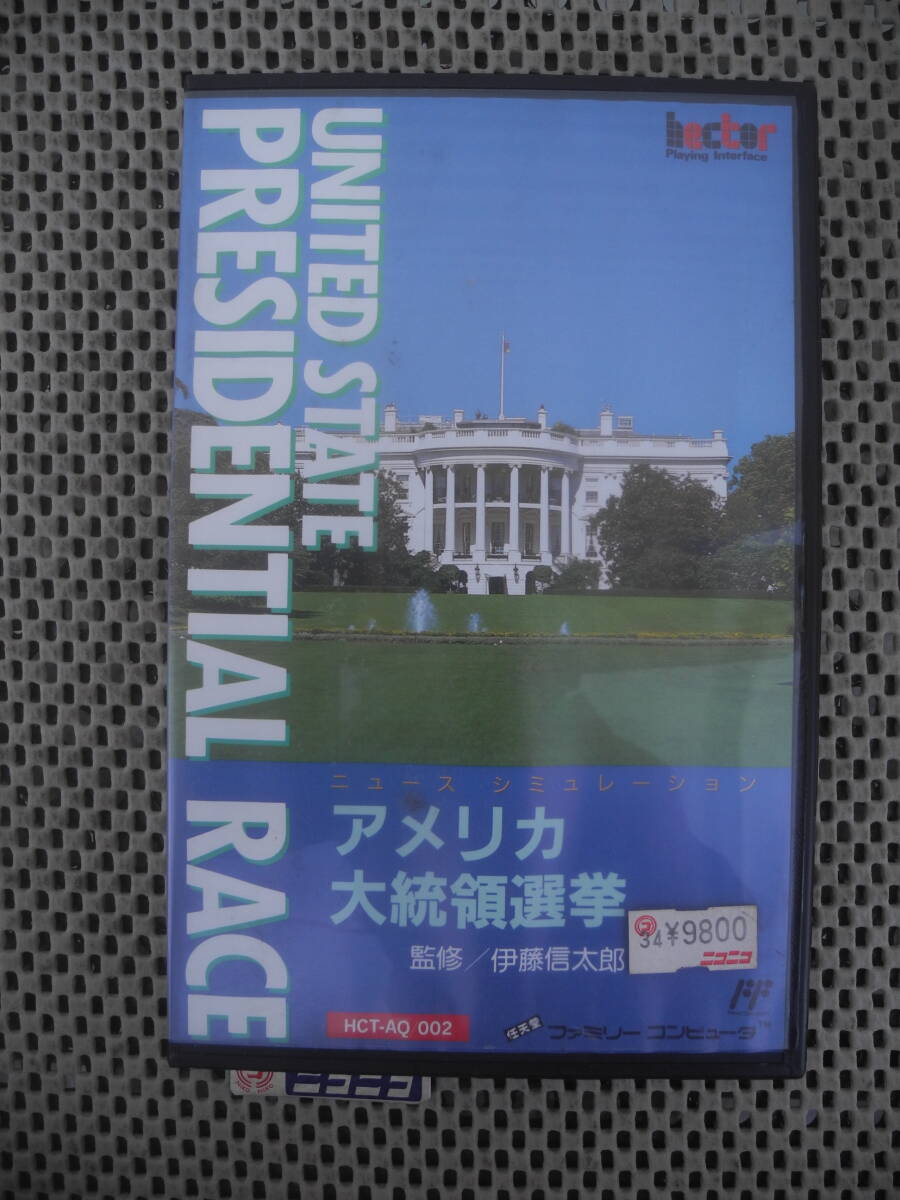 UNITED STATE
PRESIDENTIAL RACE
hector
Playing Interface
ニュース シミュレーション
アメリカ
大統領選挙
監修／伊藤信太郎
34 ¥9800
ニコニコ
HCT-AQ 002
任天堂 ファミリーコンピュータ™
ニコニコ